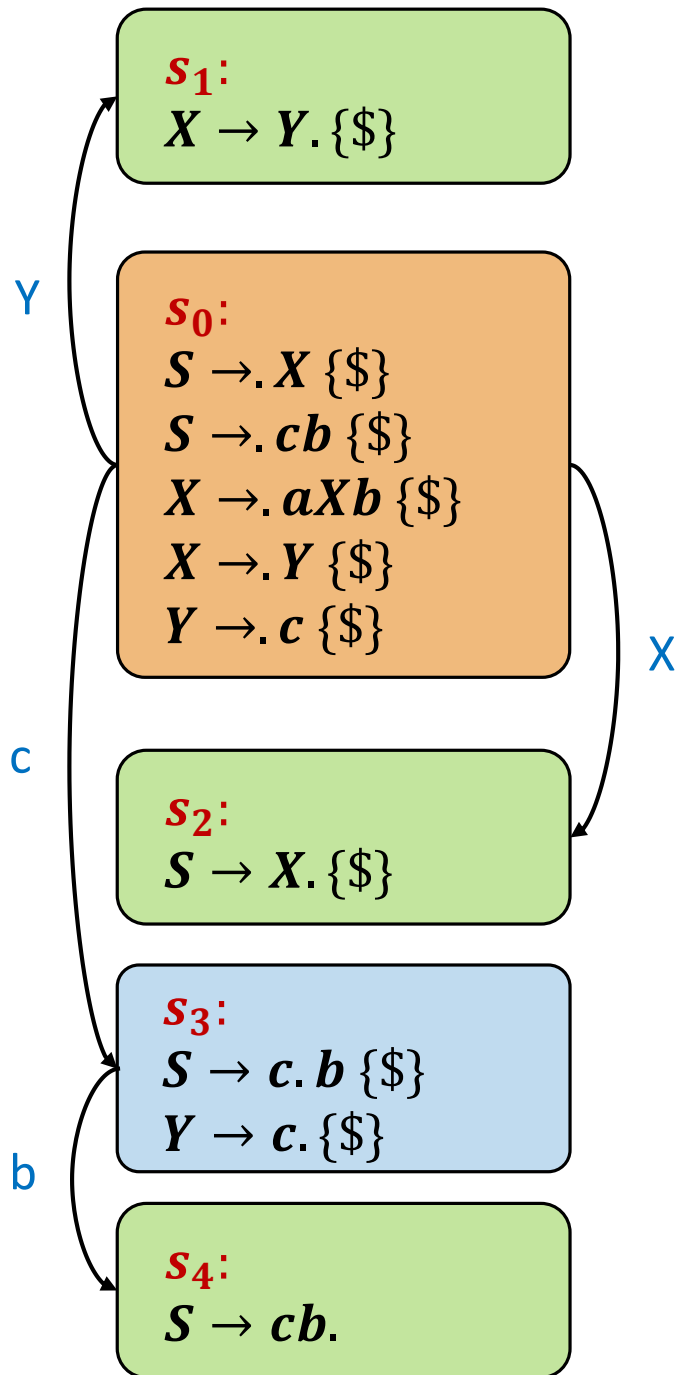 s₁:
X → Y. {$}
Y
s₀:
S →. X {$}
S →. cb {$}
X →. aXb {$}
X →. Y {$}
Y →. c {$}
X
c
s₂:
S → X. {$}
s₃:
S → c. b {$}
Y → c. {$}
b
s₄:
S → cb.